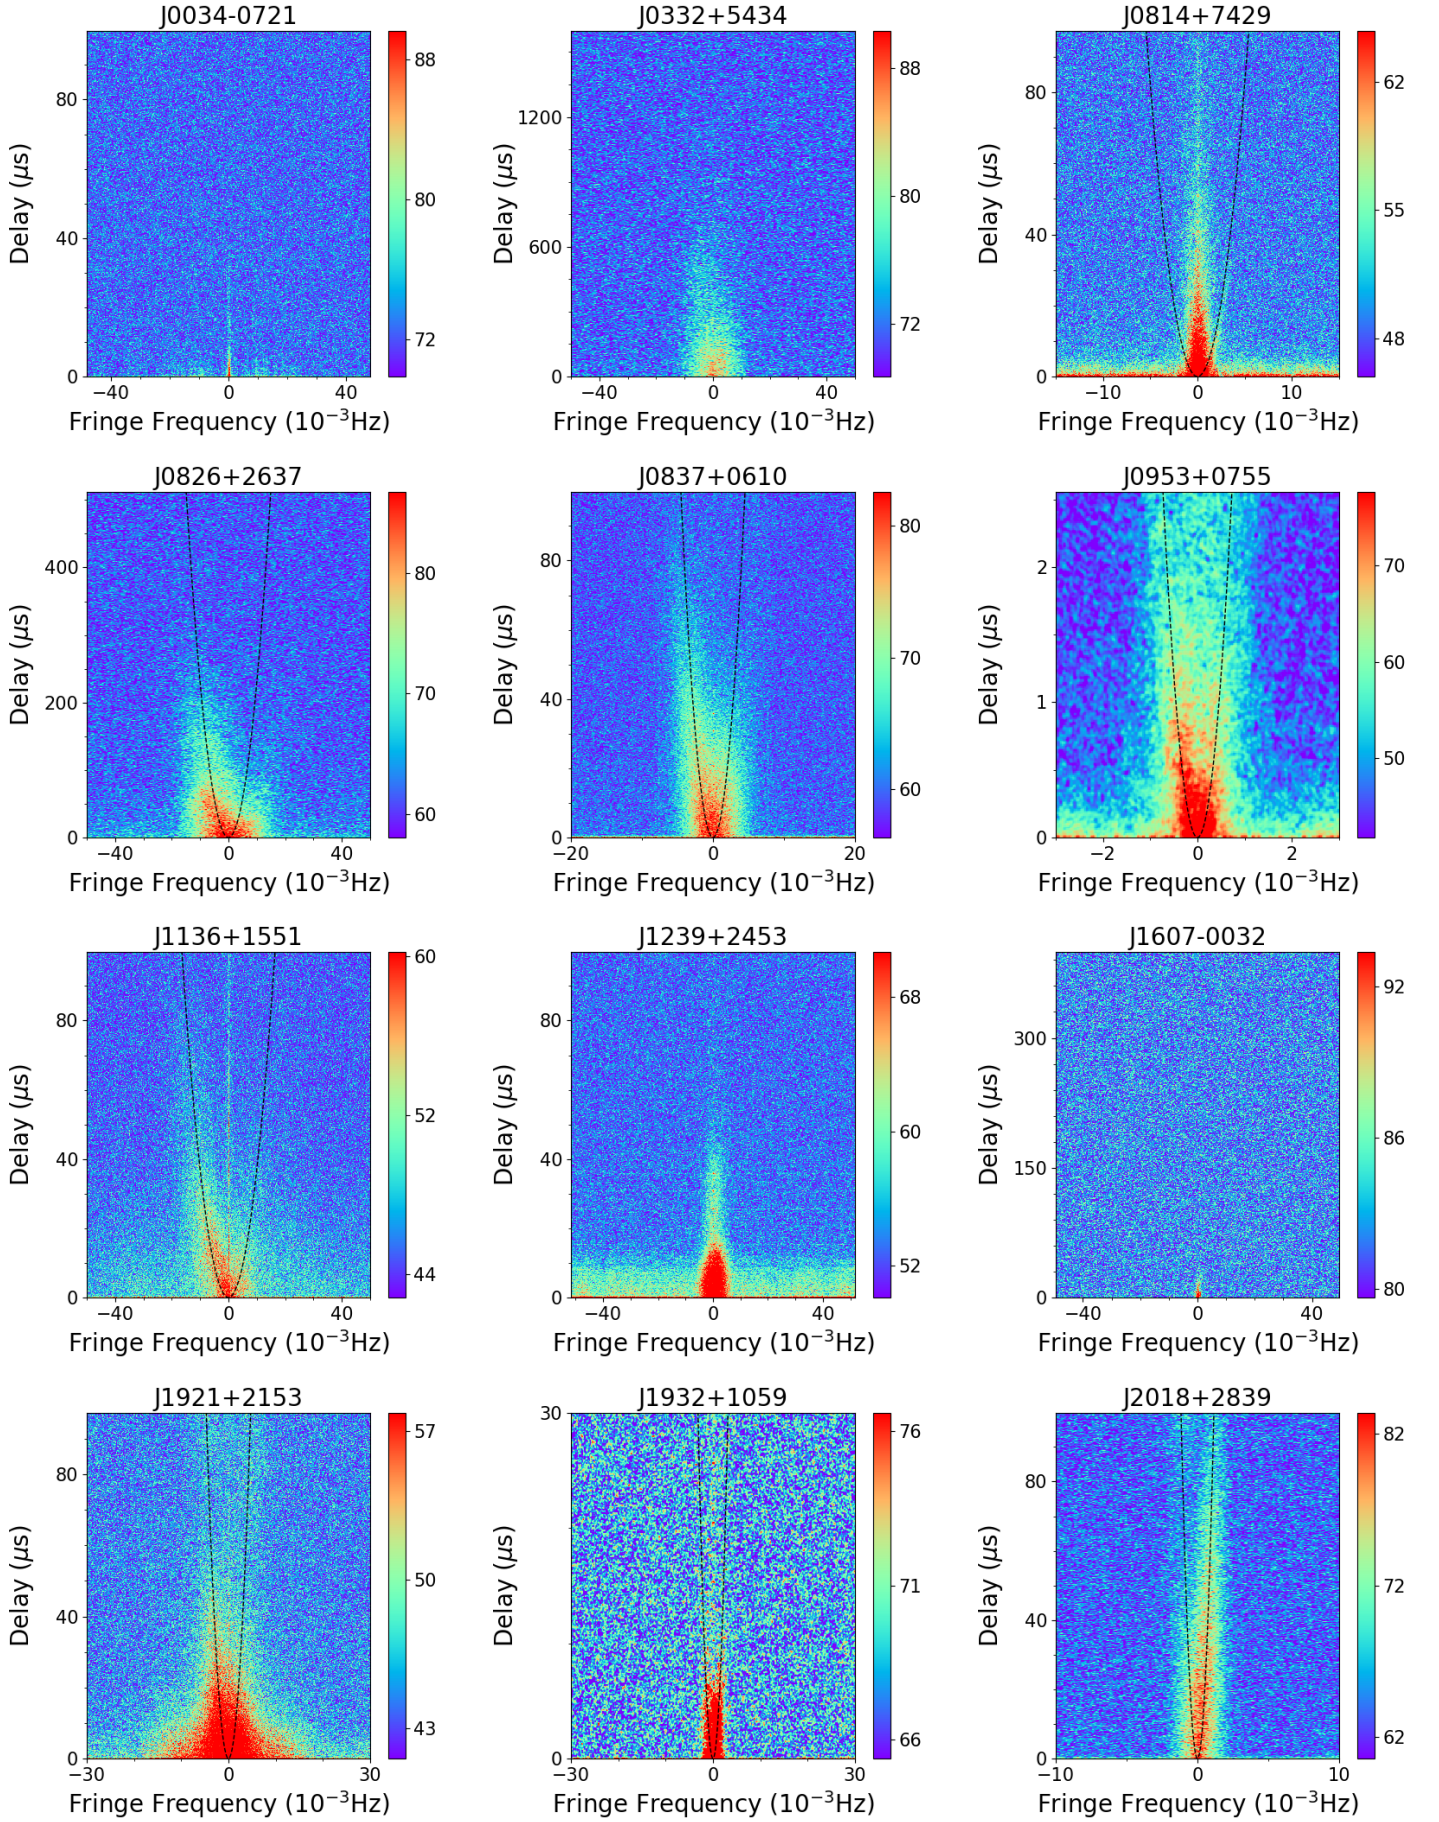 J0034-0721
Delay (μs)
0
40
80
−40
0
40
Fringe Frequency (10⁻³Hz)
72
80
88
J0332+5434
Delay (μs)
0
600
1200
−40
0
40
Fringe Frequency (10⁻³Hz)
72
80
88
J0814+7429
Delay (μs)
0
40
80
−10
0
10
Fringe Frequency (10⁻³Hz)
48
55
62
J0826+2637
Delay (μs)
0
200
400
−40
0
40
Fringe Frequency (10⁻³Hz)
60
70
80
J0837+0610
Delay (μs)
0
40
80
−20
0
20
Fringe Frequency (10⁻³Hz)
60
70
80
J0953+0755
Delay (μs)
0
1
2
−2
0
2
Fringe Frequency (10⁻³Hz)
50
60
70
J1136+1551
Delay (μs)
0
40
80
−40
0
40
Fringe Frequency (10⁻³Hz)
44
52
60
J1239+2453
Delay (μs)
0
40
80
−40
0
40
Fringe Frequency (10⁻³Hz)
52
60
68
J1607-0032
Delay (μs)
0
150
300
−40
0
40
Fringe Frequency (10⁻³Hz)
80
86
92
J1921+2153
Delay (μs)
0
40
80
−30
0
30
Fringe Frequency (10⁻³Hz)
43
50
57
J1932+1059
Delay (μs)
0
30
−30
0
30
Fringe Frequency (10⁻³Hz)
66
71
76
J2018+2839
Delay (μs)
0
40
80
−10
0
10
Fringe Frequency (10⁻³Hz)
62
72
82